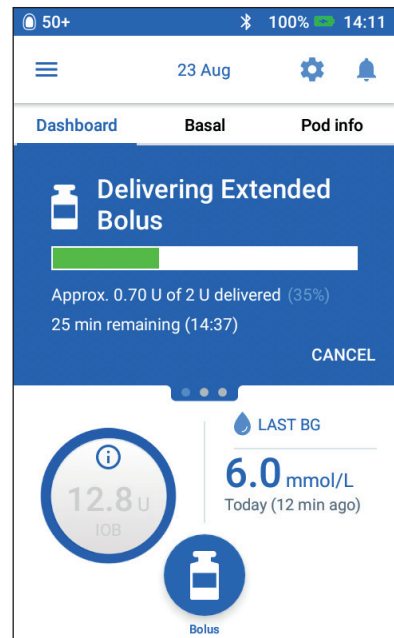 50+ 100% 14:11
23 Aug
Dashboard Basal Pod info
Delivering Extended
Bolus
Approx. 0.70 U of 2 U delivered (35%)
25 min remaining (14:37)
CANCEL
LAST BG
6.0 mmol/L
Today (12 min ago)
12.8 U
IOB
Bolus